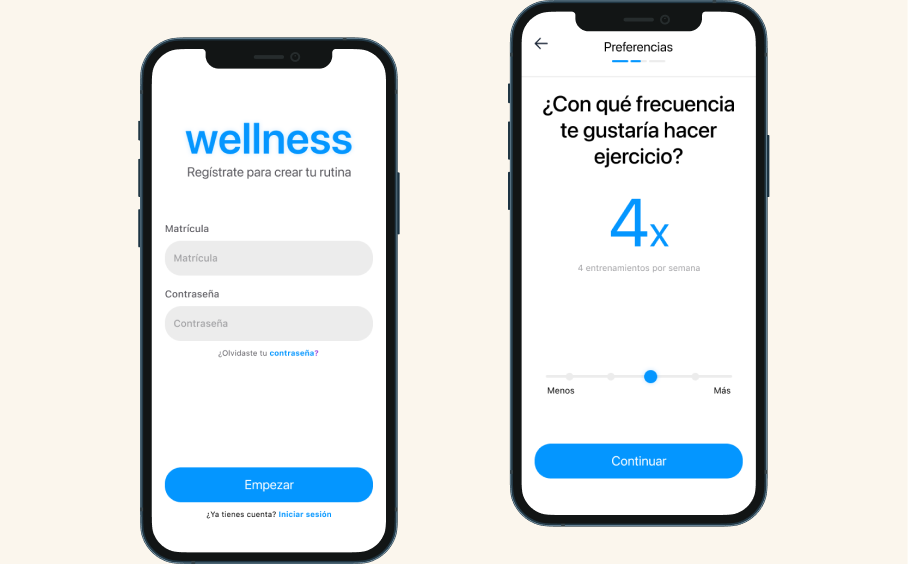 wellness
Regístrate para crear tu rutina
Matrícula
Matrícula
Contraseña
Contraseña
¿Olvidaste tu contraseña?
Empezar
¿Ya tienes cuenta? Iniciar sesión
Preferencias
¿Con qué frecuencia
te gustaría hacer
ejercicio?
4x
4 entrenamientos por semana
Menos
Más
Continuar